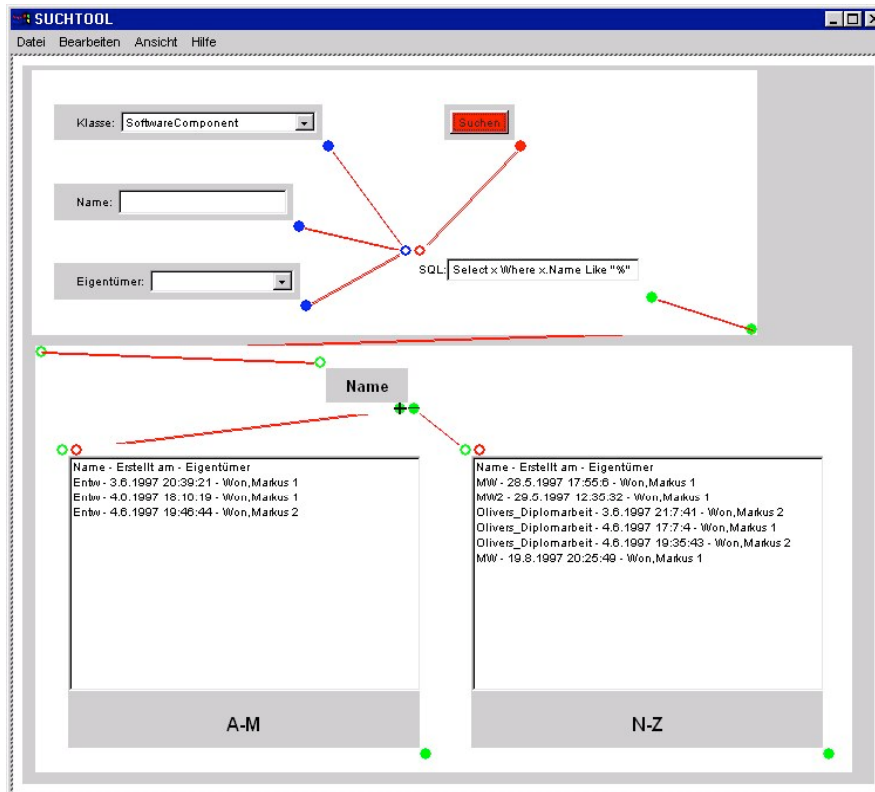 SUCHTOOL
Datei Bearbeiten Ansicht Hilfe
Klasse: SoftwareComponent
Suchen
Name:
Eigentümer:
SQL: Select x Where x.Name Like "%"
Name
Name - Erstellt am - Eigentümer
Entw - 3.6.1997 20:39:21 - Won,Markus 1
Entw - 4.6.1997 18:10:19 - Won,Markus 1
Entw - 4.6.1997 19:46:44 - Won,Markus 2
A-M
Name - Erstellt am - Eigentümer
MW - 28.5.1997 17:55:6 - Won,Markus 1
MW2 - 29.5.1997 12:35:32 - Won,Markus 1
Olivers_Diplomarbeit - 3.6.1997 21:7:41 - Won,Markus 2
Olivers_Diplomarbeit - 4.6.1997 17:7:4 - Won,Markus 1
Olivers_Diplomarbeit - 4.6.1997 19:35:43 - Won,Markus 2
MW - 19.8.1997 20:25:49 - Won,Markus 1
N-Z